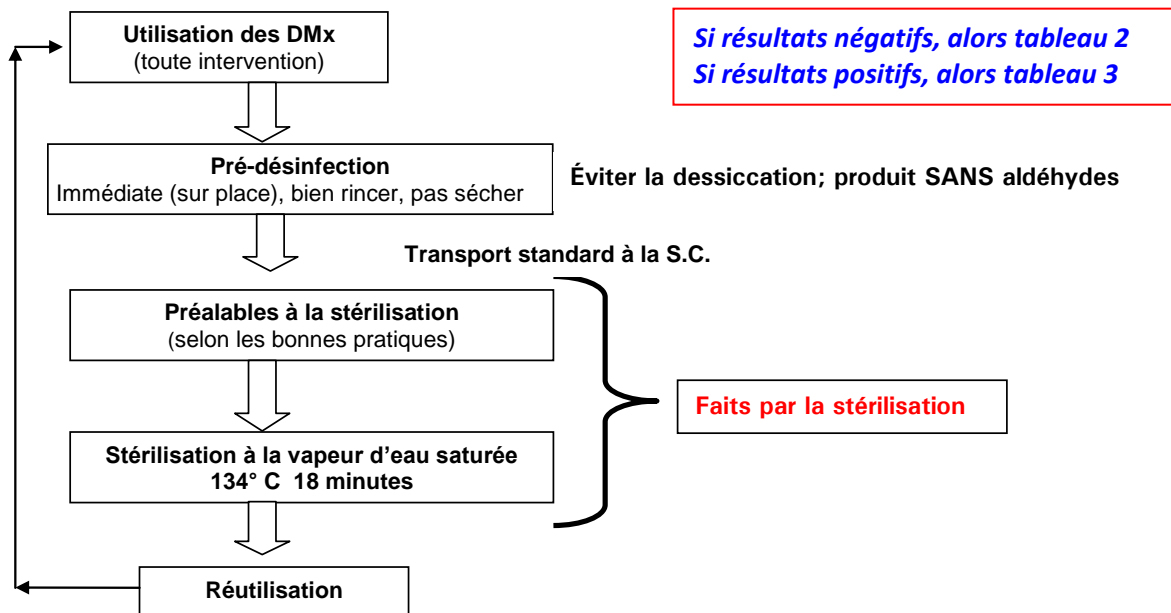 Utilisation des DMx
(toute intervention)
Si résultats négatifs, alors tableau 2
Si résultats positifs, alors tableau 3
Pré-désinfection
Immédiate (sur place), bien rincer, pas sécher
Éviter la dessiccation; produit SANS aldéhydes
Transport standard à la S.C.
Préalables à la stérilisation
(selon les bonnes pratiques)
Faits par la stérilisation
Stérilisation à la vapeur d'eau saturée
134° C 18 minutes
Réutilisation